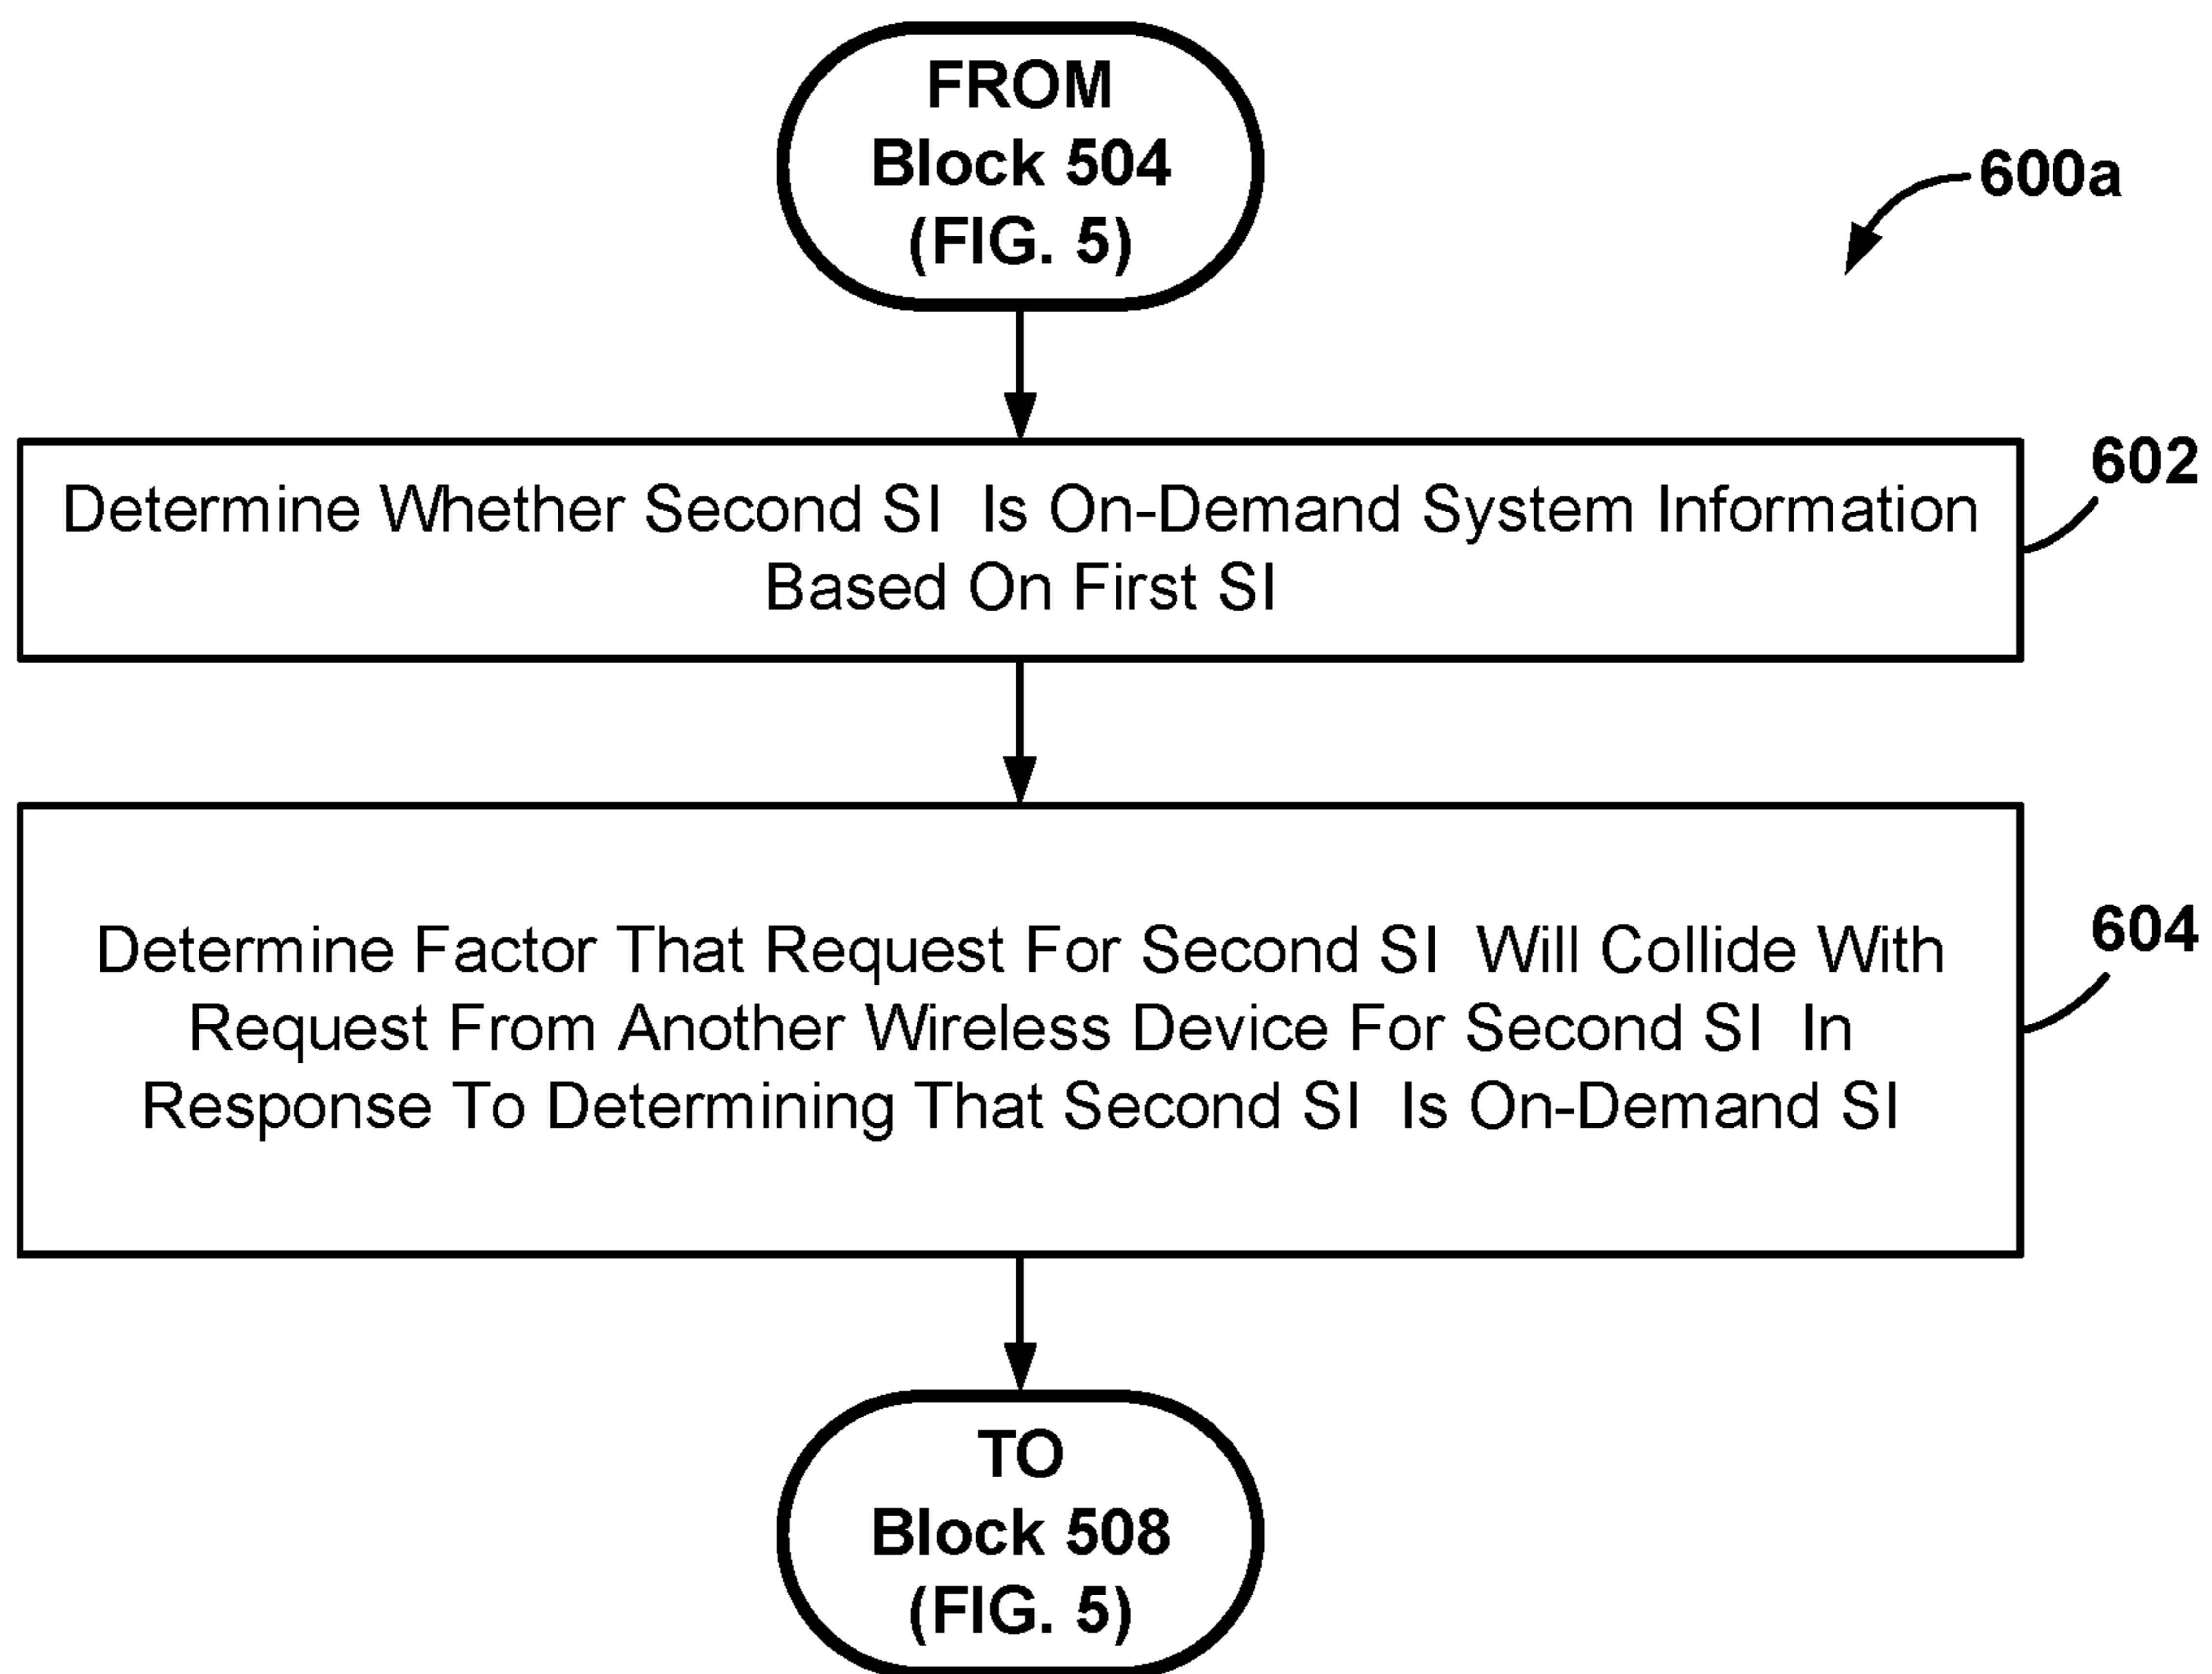 FROM
Block 504
(FIG. 5)
600a
602
Determine Whether Second SI Is On-Demand System Information
Based On First SI
604
Determine Factor That Request For Second SI Will Collide With
Request From Another Wireless Device For Second SI In
Response To Determining That Second SI Is On-Demand SI
TO
Block 508
(FIG. 5)